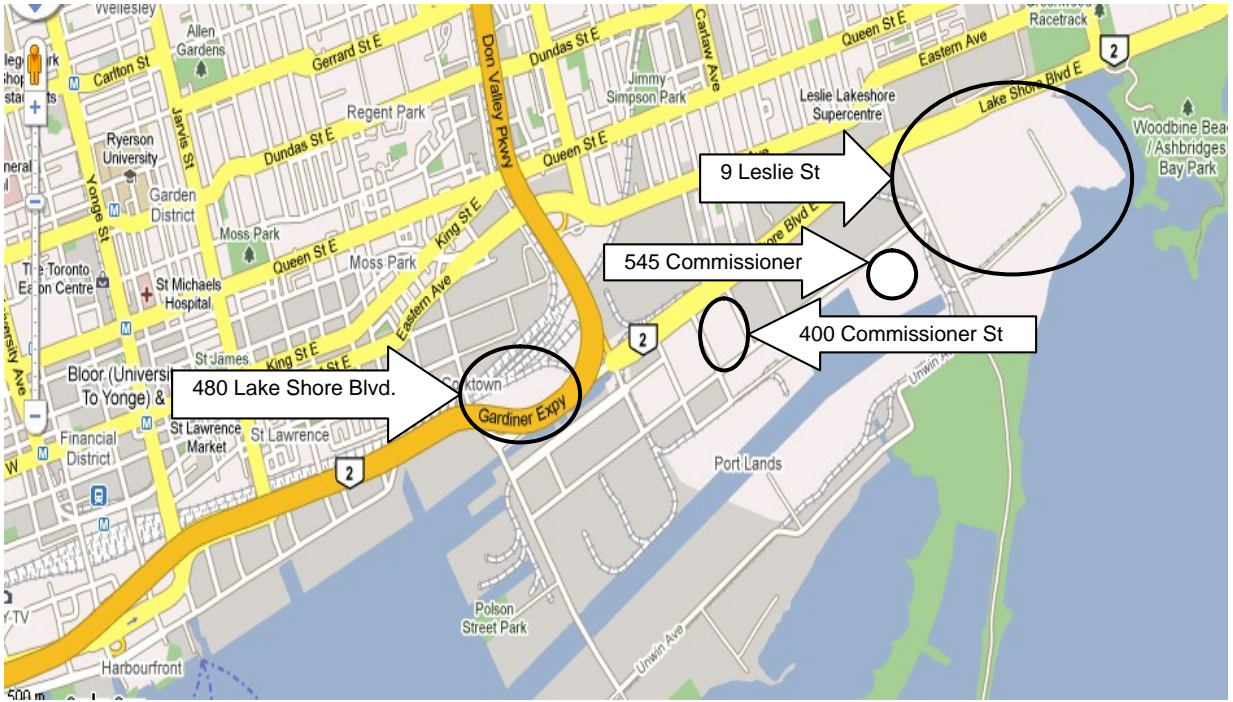 Wellesley
Allen
Gardens
Carlton St
Gerrard St E
Dundas St E
Don Valley Pkwy
Carlaw Ave
Queen St E
Eastern Ave
Racetrack
2
Jimmy
Simpson Park
Leslie Lakeshore
Supercentre
Lake Shore Blvd E
Woodbine Bea
/ Ashbridges
Bay Park
M
Jarvis St
Regent Park
Ryerson
University
Dundas St E
Queen St E
9 Leslie St
Yonge St
Garden
District
M
Moss Park
King St E
Queen St E
Moss Park
ore Blvd E
545 Commissioner
The Toronto
Eaton Centre
St Michaels
Hospital
Eastern Ave
M
400 Commissioner St
2
St James
King St E
Unwin Ave
Bloor (Universi
To Yonge) &
480 Lake Shore Blvd.
Gardiner Expy
St Lawrence
Market
St Lawrence
Financial
District
M
W
2
Port Lands
M
Y-TV
Polson
Street Park
Unwin Ave
Harbourfront
500 m